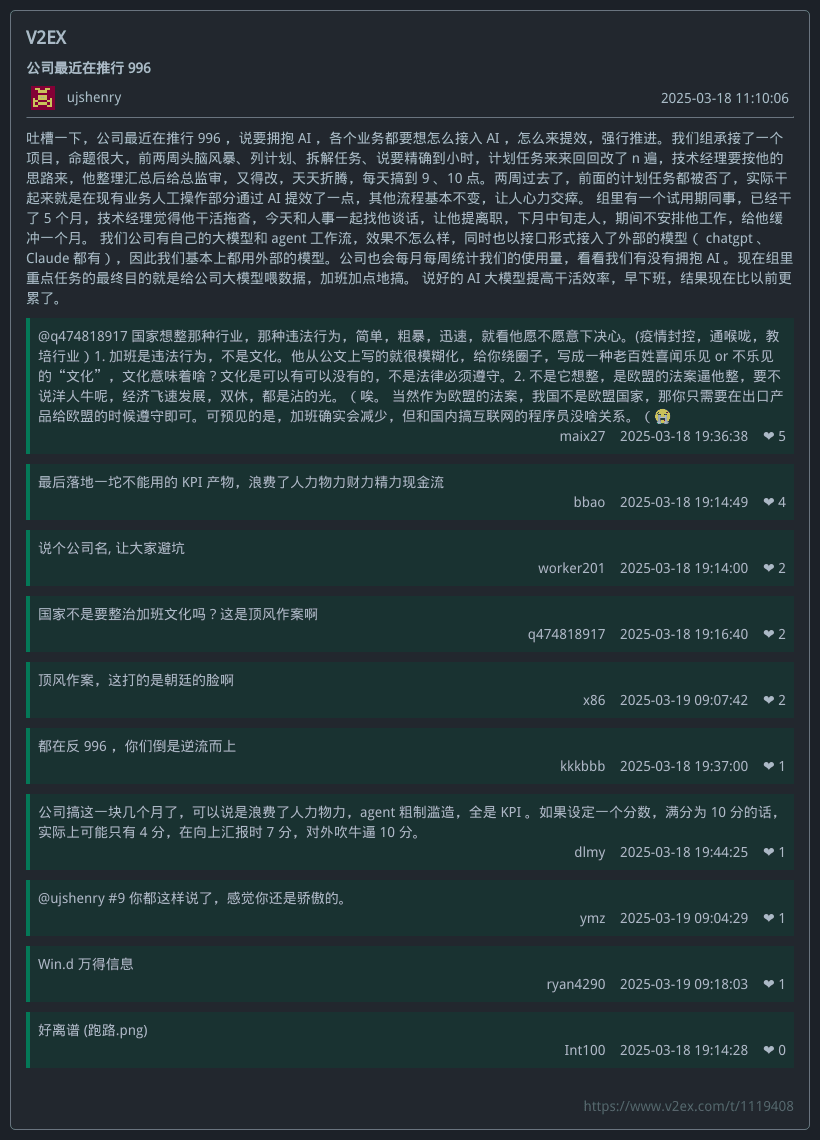 V2EX
公司最近在推行 996
ujshenry
2025-03-18 11:10:06
吐槽一下，公司最近在推行 996 ，说要拥抱 AI ，各个业务都要想怎么接入 AI ，怎么来提效，强行推进。我们组承接了一个
项目，命题很大，前两周头脑风暴、列计划、拆解任务、说要精确到小时，计划任务来来回回改了 n 遍，技术经理要按他的
思路来，他整理汇总后给总监审，又得改，天天折腾，每天搞到 9 、10 点。两周过去了，前面的计划任务都被否了，实际干
起来就是在现有业务人工操作部分通过 AI 提效了一点，其他流程基本不变，让人心力交瘁。 组里有一个试用期同事，已经干
了 5 个月，技术经理觉得他干活拖沓，今天和人事一起找他谈话，让他提离职，下月中旬走人，期间不安排他工作，给他缓
冲一个月。 我们公司有自己的大模型和 agent 工作流，效果不怎么样，同时也以接口形式接入了外部的模型（ chatgpt 、
Claude 都有），因此我们基本上都用外部的模型。公司也会每月每周统计我们的使用量，看看我们有没有拥抱 AI 。现在组里
重点任务的最终目的就是给公司大模型喂数据，加班加点地搞。 说好的 AI 大模型提高干活效率，早下班，结果现在比以前更
累了。
@q474818917 国家想整那种行业，那种违法行为，简单，粗暴，迅速，就看他愿不愿意下决心。(疫情封控，通喉咙，教
培行业 ) 1. 加班是违法行为，不是文化。他从公文上写的就很模糊化，给你绕圈子，写成一种老百姓喜闻乐见 or 不乐见
的“文化”，文化意味着啥？文化是可以有可以没有的，不是法律必须遵守。2. 不是它想整，是欧盟的法案逼他整，要不
说洋人牛呢，经济飞速发展，双休，都是沾的光。（ 唉。 当然作为欧盟的法案，我国不是欧盟国家，那你只需要在出口产
品给欧盟的时候遵守即可。可预见的是，加班确实会减少，但和国内搞互联网的程序员没啥关系。（ 😭
maix27 2025-03-18 19:36:38 ❤ 5
最后落地一坨不能用的 KPI 产物，浪费了人力物力财力精力现金流
bbao 2025-03-18 19:14:49 ❤ 4
说个公司名, 让大家避坑
worker201 2025-03-18 19:14:00 ❤ 2
国家不是要整治加班文化吗？这是顶风作案啊
q474818917 2025-03-18 19:16:40 ❤ 2
顶风作案，这打的是朝廷的脸啊
x86 2025-03-19 09:07:42 ❤ 2
都在反 996 ，你们倒是逆流而上
kkkbbb 2025-03-18 19:37:00 ❤ 1
公司搞这一块几个月了，可以说是浪费了人力物力，agent 粗制滥造，全是 KPI 。如果设定一个分数，满分为 10 分的话，
实际上可能只有 4 分，在向上汇报时 7 分，对外吹牛逼 10 分。
dlmy 2025-03-18 19:44:25 ❤ 1
@ujshenry #9 你都这样说了，感觉你还是骄傲的。
ymz 2025-03-19 09:04:29 ❤ 1
Win.d 万得信息
ryan4290 2025-03-19 09:18:03 ❤ 1
好离谱 (跑路.png)
Int100 2025-03-18 19:14:28 ❤ 0
https://www.v2ex.com/t/1119408